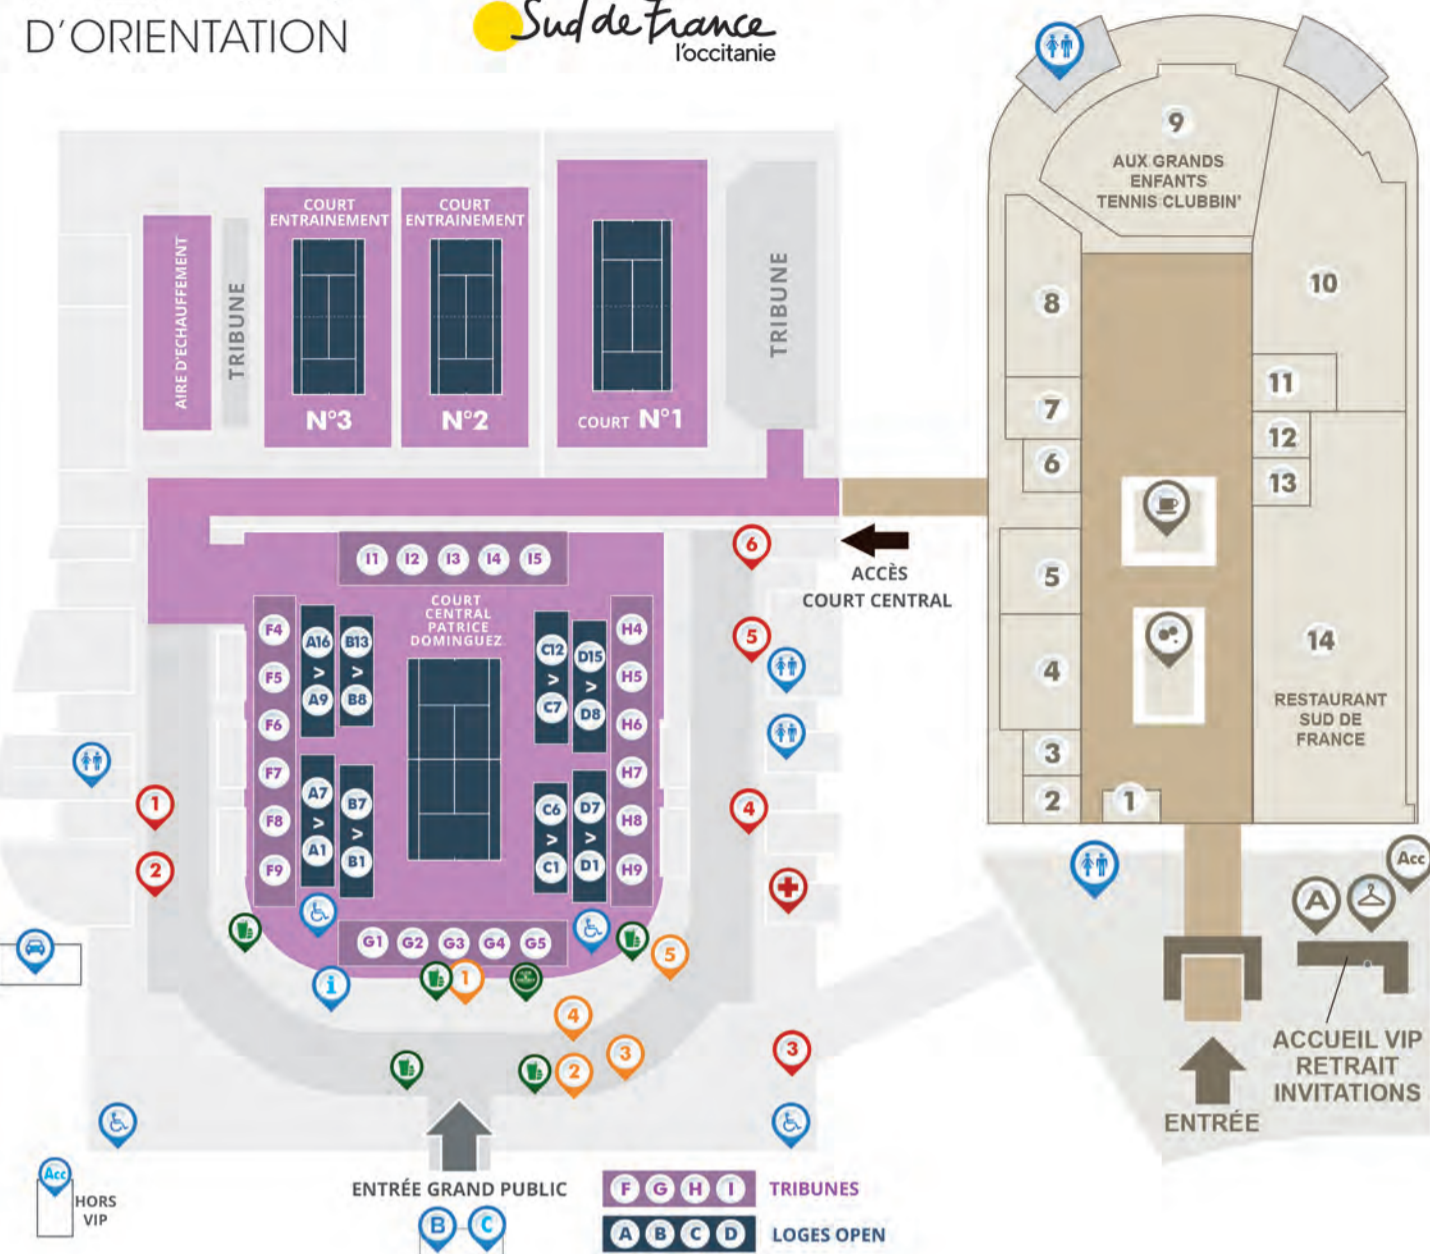 D'ORIENTATION
Sud de France
l'occitanie
9
AUX GRANDS
ENFANTS
TENNIS CLUBBIN'
8
10
7
11
6
12
13
5
4
14
RESTAURANT
SUD DE
FRANCE
3
2
1
AIRE D'ECHAUFFEMENT
TRIBUNE
COURT
ENTRAINEMENT
N°3
COURT
ENTRAINEMENT
N°2
COURT N°1
TRIBUNE
ACCÈS
COURT CENTRAL
I1 I2 I3 I4 I5
COURT
CENTRAL
PATRICE
DOMINGUEZ
F4
F5
F6
F7
F8
F9
A16
>
A9
B13
>
B8
A7
>
A1
B7
>
B1
C12
>
C7
D15
>
D8
C6
>
C1
D7
>
D1
H4
H5
H6
H7
H8
H9
G1 G2 G3 G4 G5
6
5
4
1
2
3
i
1
5
4
3
2
Acc
HORS
VIP
ENTRÉE GRAND PUBLIC
B C
F G H I TRIBUNES
A B C D LOGES OPEN
A
Acc
ACCUEIL VIP
RETRAIT
INVITATIONS
ENTRÉE